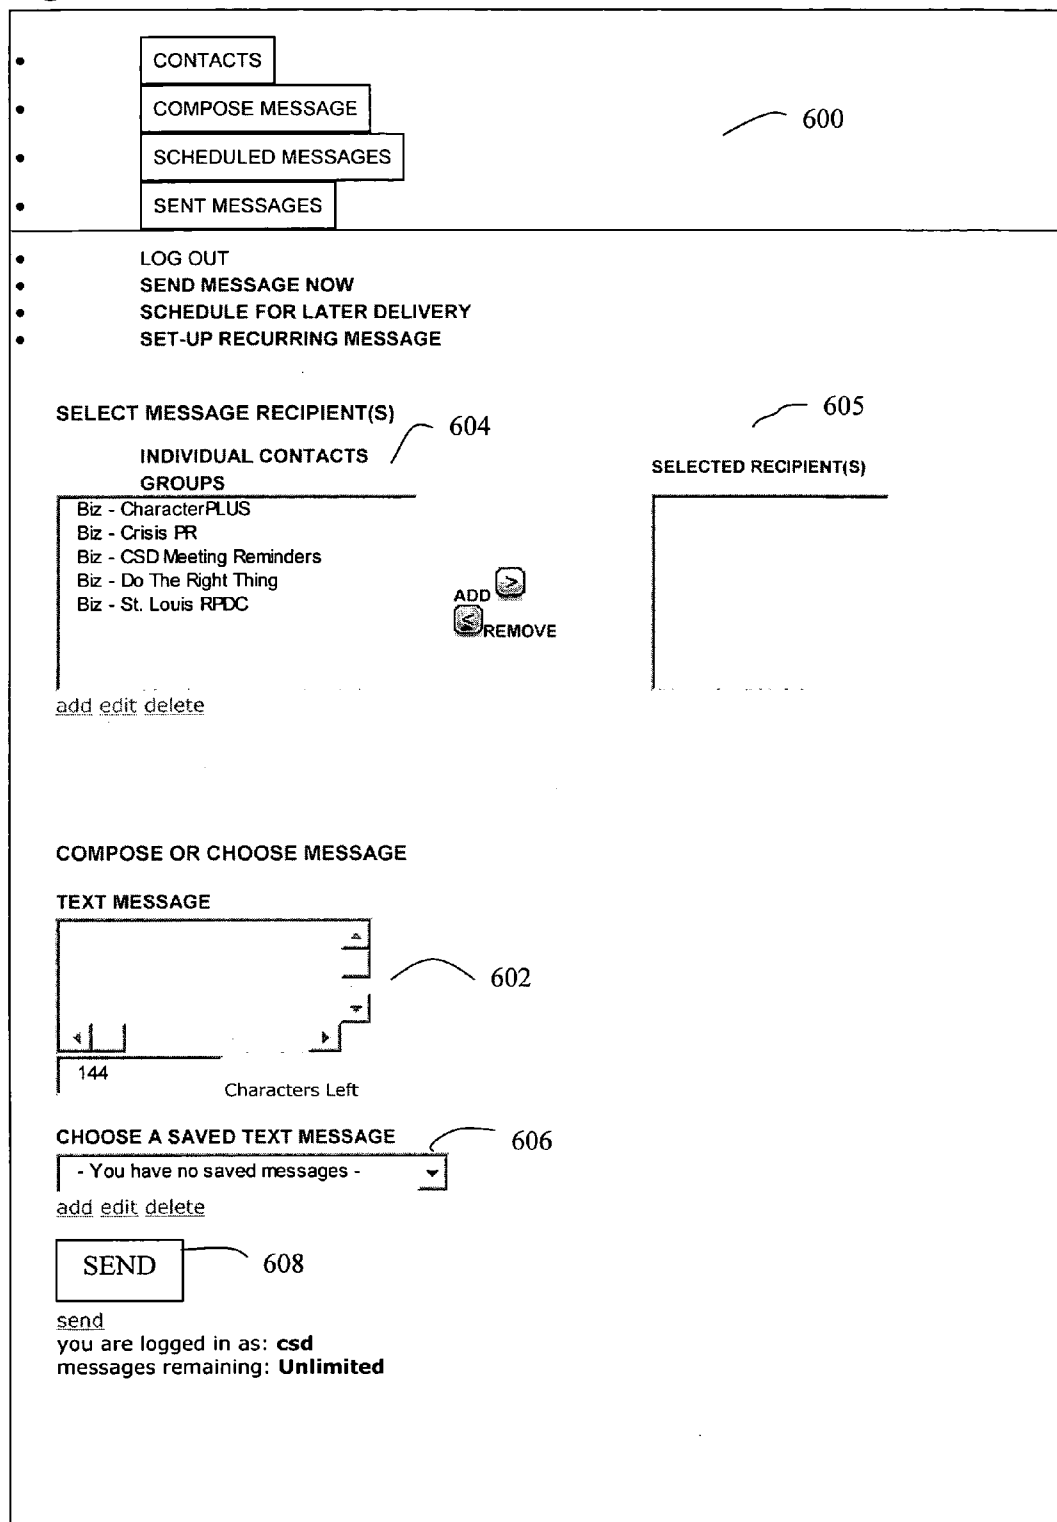 • CONTACTS
• COMPOSE MESSAGE
600
• SCHEDULED MESSAGES
• SENT MESSAGES
• LOG OUT
• SEND MESSAGE NOW
• SCHEDULE FOR LATER DELIVERY
• SET-UP RECURRING MESSAGE
SELECT MESSAGE RECIPIENT(S)
604
605
INDIVIDUAL CONTACTS
GROUPS
SELECTED RECIPIENT(S)
Biz - CharacterPLUS
Biz - Crisis PR
Biz - CSD Meeting Reminders
Biz - Do The Right Thing
Biz - St. Louis RPDC
ADD >
< REMOVE
add edit delete
COMPOSE OR CHOOSE MESSAGE
TEXT MESSAGE
602
144
Characters Left
CHOOSE A SAVED TEXT MESSAGE
606
- You have no saved messages -
add edit delete
SEND
608
send
you are logged in as: csd
messages remaining: Unlimited